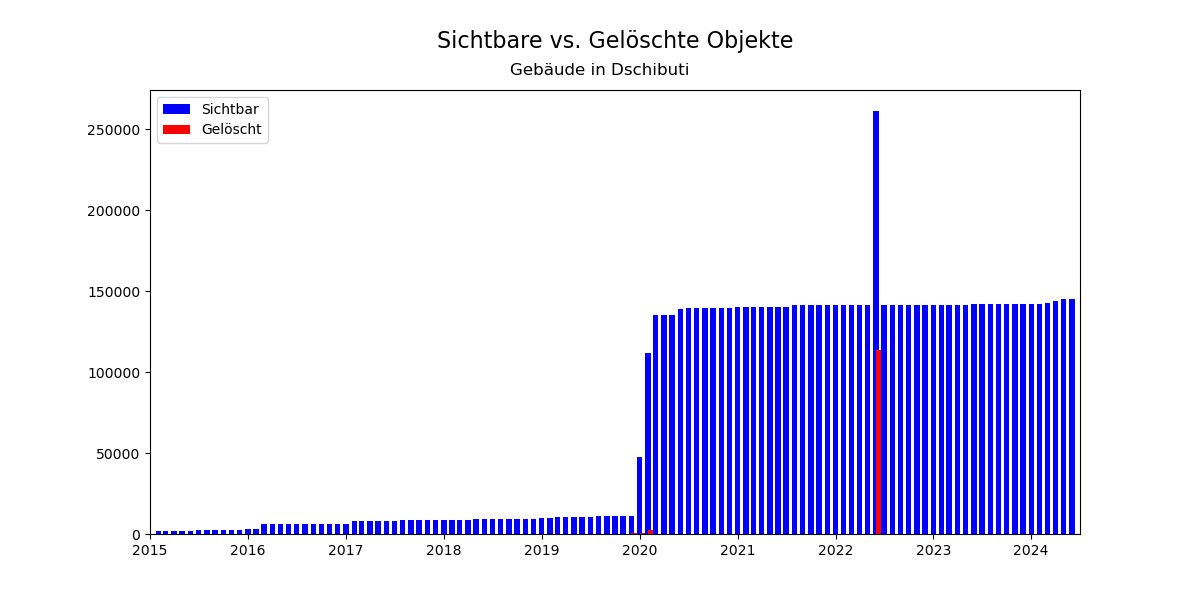 Sichtbare vs. Gelöschte Objekte
Gebäude in Dschibuti
Sichtbar
Gelöscht
250000
200000
150000
100000
50000
0
2015 2016 2017 2018 2019 2020 2021 2022 2023 2024